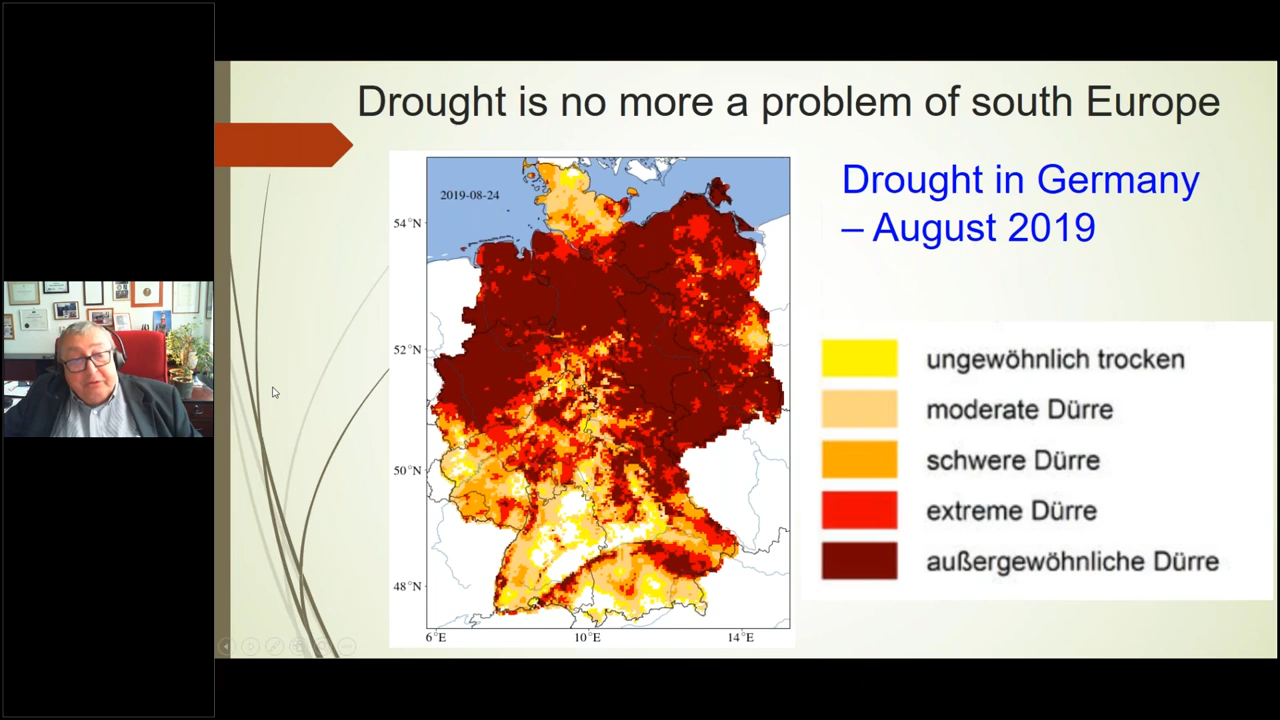 Drought is no more a problem of south Europe
Drought in Germany
– August 2019
2019-08-24
54°N
52°N
50°N
48°N
6°E
10°E
14°E
ungewöhnlich trocken
moderate Dürre
schwere Dürre
extreme Dürre
außergewöhnliche Dürre